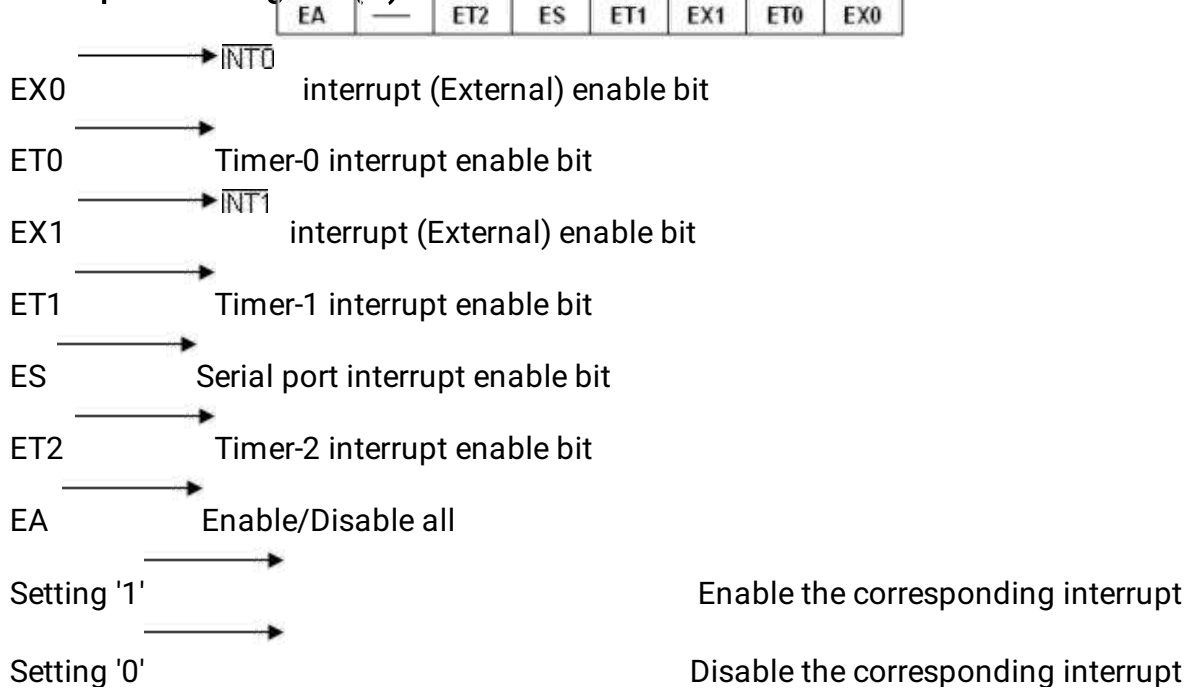 EA — ET2 ES ET1 EX1 ET0 EX0
INT0
EX0 interrupt (External) enable bit
ET0 Timer-0 interrupt enable bit
INT1
EX1 interrupt (External) enable bit
ET1 Timer-1 interrupt enable bit
ES Serial port interrupt enable bit
ET2 Timer-2 interrupt enable bit
EA Enable/Disable all
Setting '1' Enable the corresponding interrupt
Setting '0' Disable the corresponding interrupt